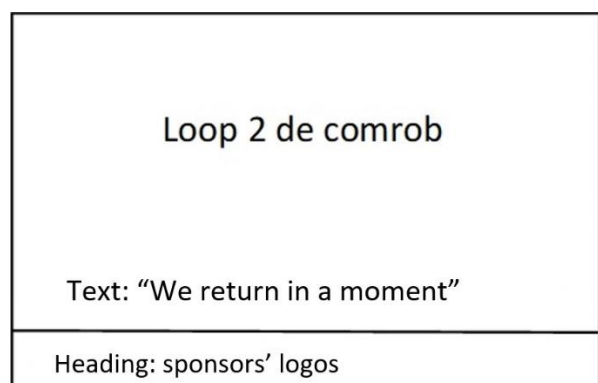 Loop 2 de comrob
Text: “We return in a moment”
Heading: sponsors’ logos